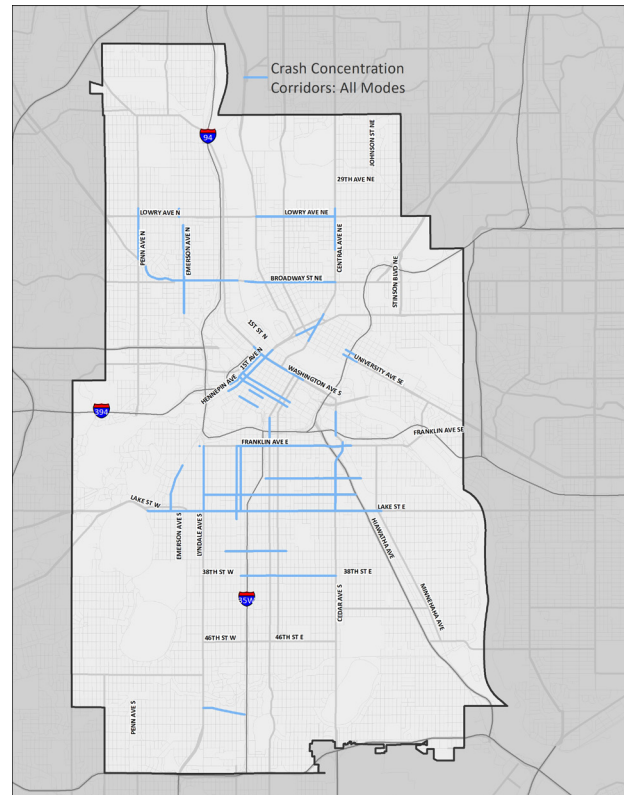 Crash Concentration
Corridors: All Modes
94
JOHNSON ST NE
29TH AVE NE
LOWRY AVE N
LOWRY AVE NE
PENN AVE N
EMERSON AVE N
CENTRAL AVE NE
STINSON BLVD NE
BROADWAY ST NE
1ST ST N
1ST AVE N
HENNEPIN AVE
WASHINGTON AVE S
UNIVERSITY AVE SE
394
FRANKLIN AVE SE
FRANKLIN AVE E
LAKE ST W
LAKE ST E
EMERSON AVE S
LYNDALE AVE S
HIAWATHA AVE
38TH ST W
38TH ST E
35W
CEDAR AVE S
MINNEHAHA AVE
46TH ST W
46TH ST E
PENN AVE S